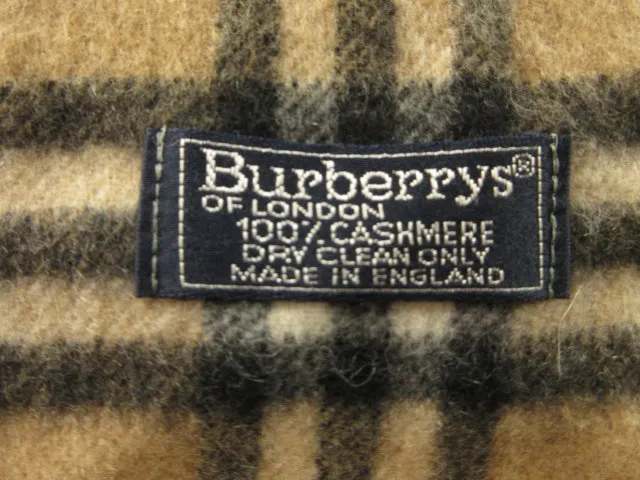 Burberrys®
OF LONDON
100% CASHMERE
DRY CLEAN ONLY
MADE IN ENGLAND